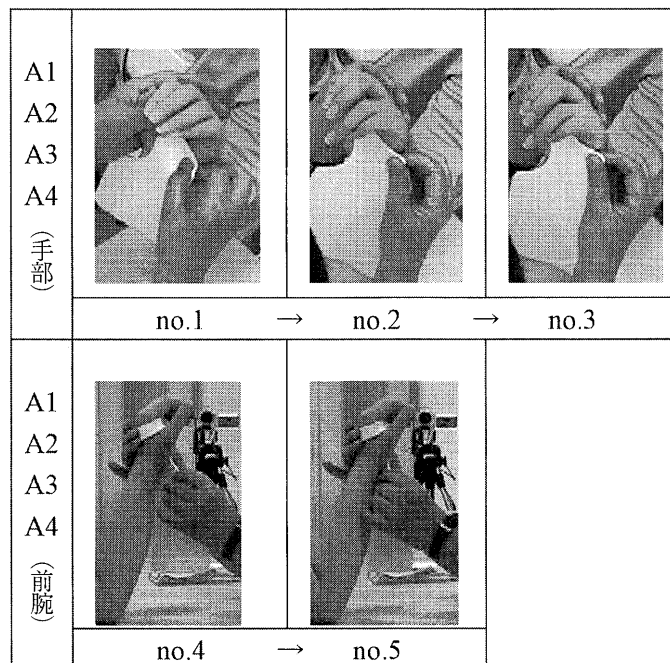 A1
A2
A3
A4
(手部)
no.1 → no.2 → no.3
A1
A2
A3
A4
(前腕)
no.4 → no.5